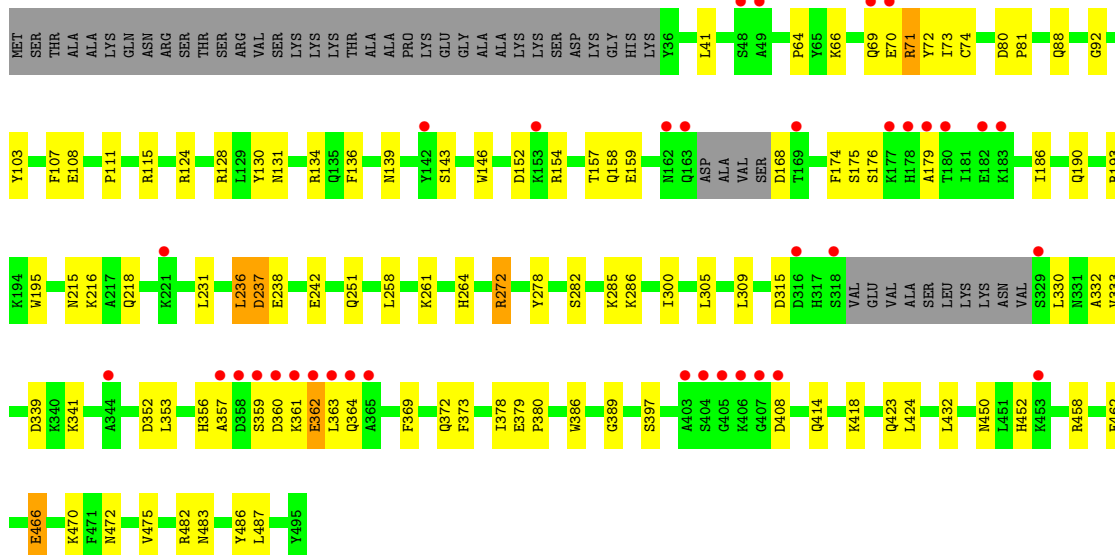 MET SER THR ALA ALA LYS GLN ASN ARG SER THR SER ARG VAL SER LYS LYS LYS THR ALA ALA PRO LYS GLU GLY ALA ALA LYS LYS SER ASP LYS GLY HIS LYS Y36 L41 S48 A49 P64 Y65 K66 Q69 E70 R71 Y72 I73 C74 D80 P81 Q88 G92
Y103 F107 E108 P111 R115 R124 R128 L129 Y130 N131 R134 Q135 F136 N139 Y142 S143 W146 D152 K153 R154 T157 Q158 E159 N162 Q163 ASP ALA VAL SER D168 T169 F174 S175 S176 K177 H178 A179 T180 I181 E182 K183 I186 Q190
K194 W195 N215 K216 A217 Q218 K221 L231 L236 D237 E238 E242 Q251 L258 K261 H264 R272 Y278 S282 K285 K286 I300 L305 L309 D315 D316 H317 S318 VAL GLU VAL ALA SER LEU LYS LYS ASN VAL S329 L330 N331 A332
D339 K340 K341 A344 D352 L353 H356 A357 D358 S359 D360 K361 E362 L363 Q364 A365 F369 Q372 F373 I378 E379 P380 W386 G389 S397 A403 S404 G405 K406 G407 D408 Q414 K418 Q423 L424 L432 N450 L451 H452 K453 R458
E466 K470 F471 N472 V475 R482 N483 Y486 L487 Y495